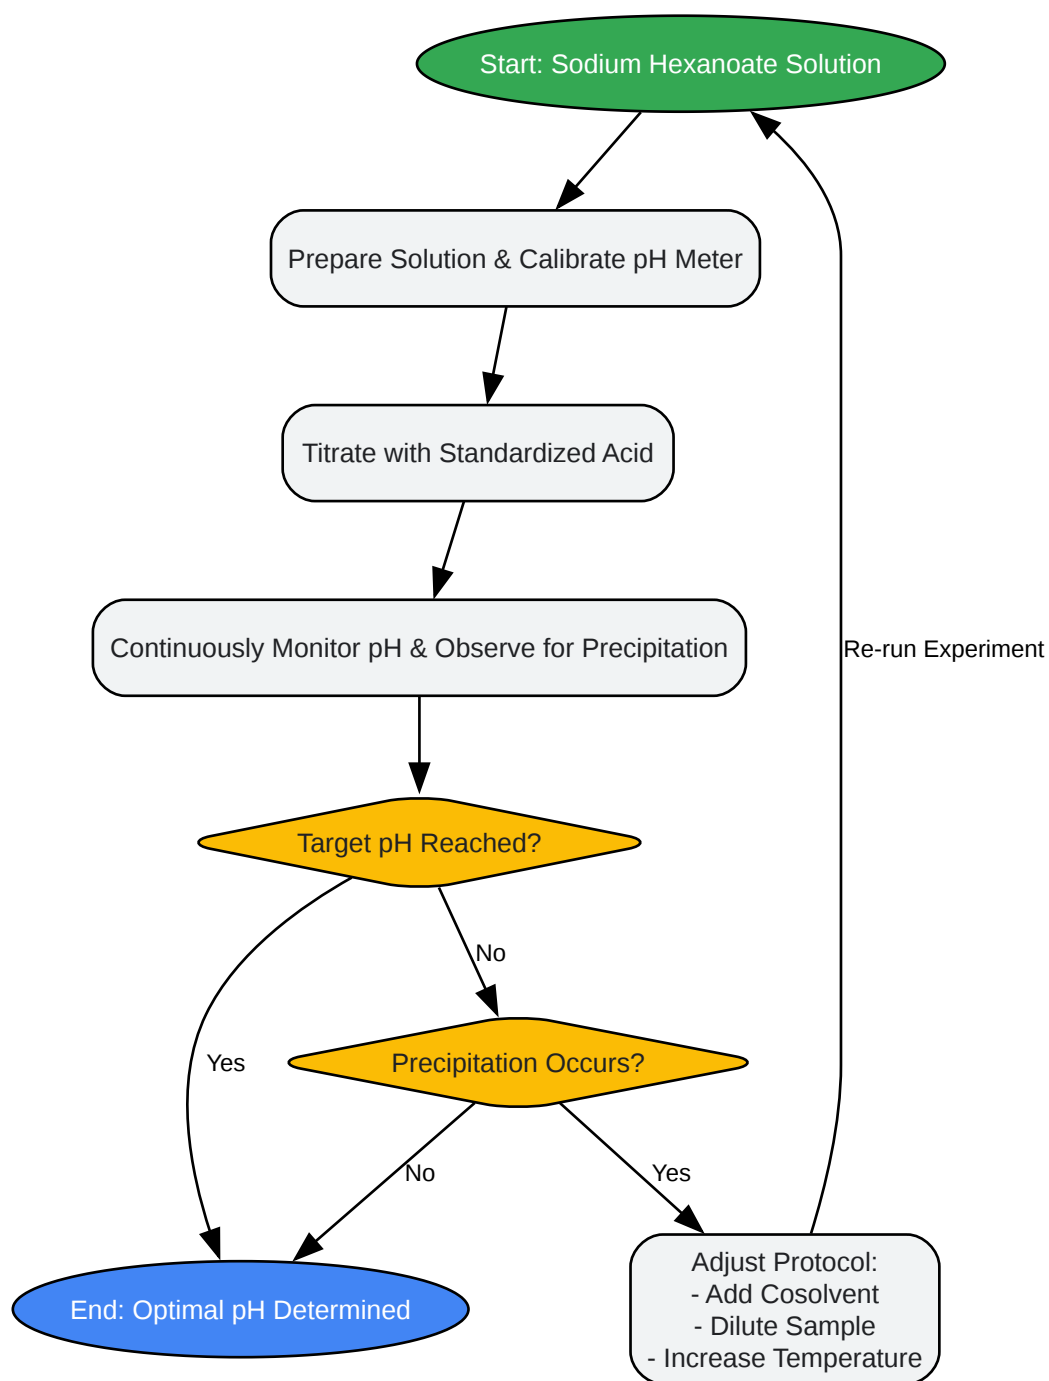 Start: Sodium Hexanoate Solution
Prepare Solution & Calibrate pH Meter
Titrate with Standardized Acid
Continuously Monitor pH & Observe for Precipitation
Re-run Experiment
Target pH Reached?
No
Yes
Precipitation Occurs?
No
Yes
End: Optimal pH Determined
Adjust Protocol:
- Add Cosolvent
- Dilute Sample
- Increase Temperature